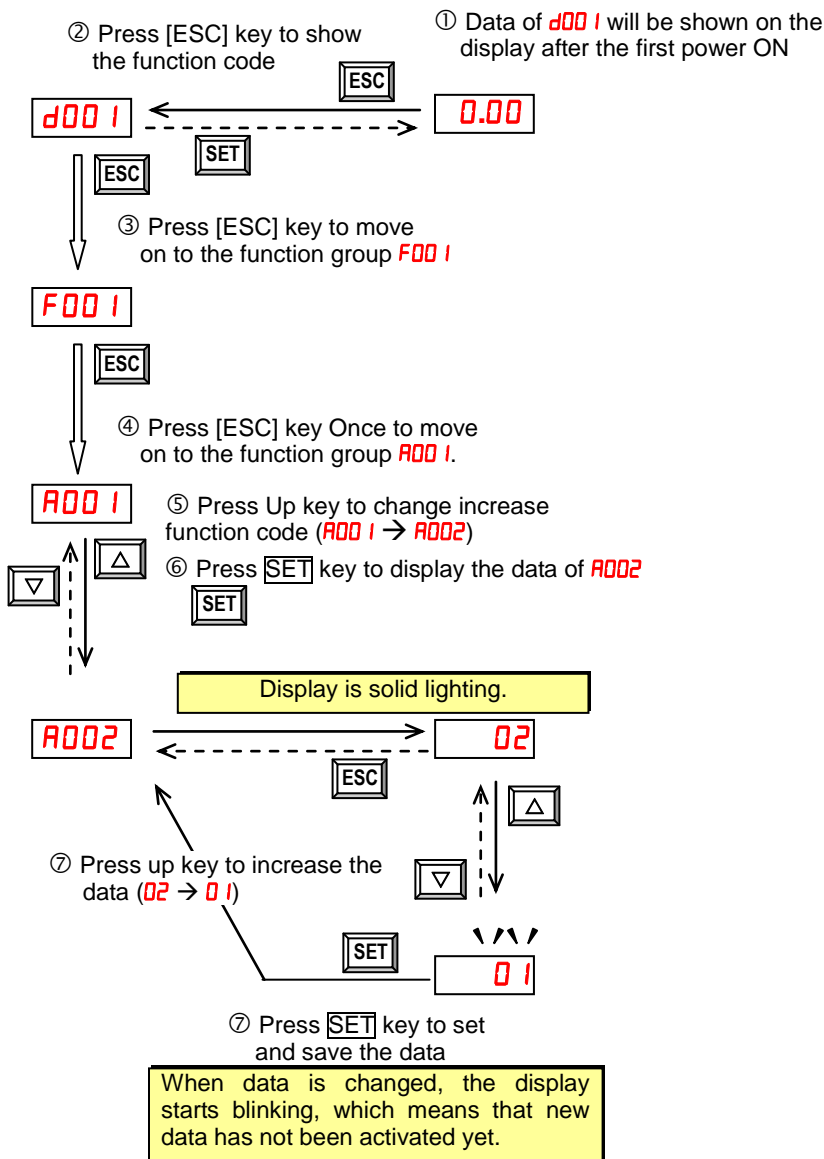 ② Press [ESC] key to show
the function code
① Data of d001 will be shown on the
display after the first power ON
ESC
d001
0.00
SET
ESC
③ Press [ESC] key to move
on to the function group F001
F001
ESC
④ Press [ESC] key Once to move
on to the function group A001.
A001
⑤ Press Up key to change increase
function code (A001 → A002)
△
▽
⑥ Press SET key to display the data of A002
SET
Display is solid lighting.
A002
02
ESC
△
⑦ Press up key to increase the
data (02 → 01)
▽
SET
01
⑦ Press SET key to set
and save the data
When data is changed, the display
starts blinking, which means that new
data has not been activated yet.